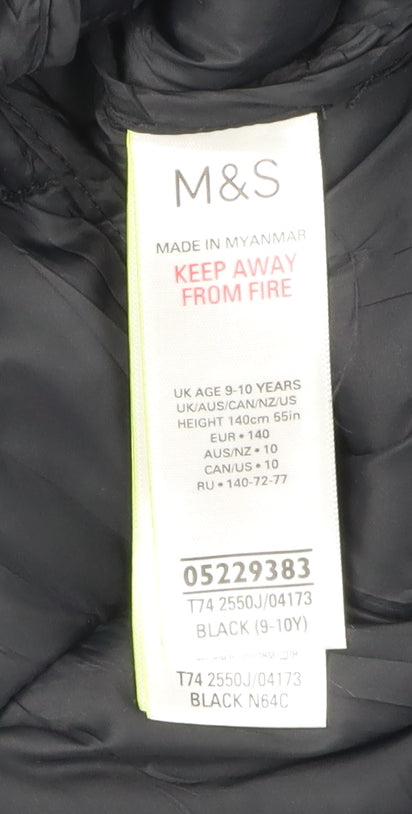 M&S
MADE IN MYANMAR
KEEP AWAY
FROM FIRE
UK AGE 9-10 YEARS
UK/AUS/CAN/NZ/US
HEIGHT 140cm 55in
EUR • 140
AUS/NZ • 10
CAN/US • 10
RU • 140-72-77
05229383
T74 2550J/04173
BLACK (9-10Y)
T74 2550J/04173
BLACK N64C